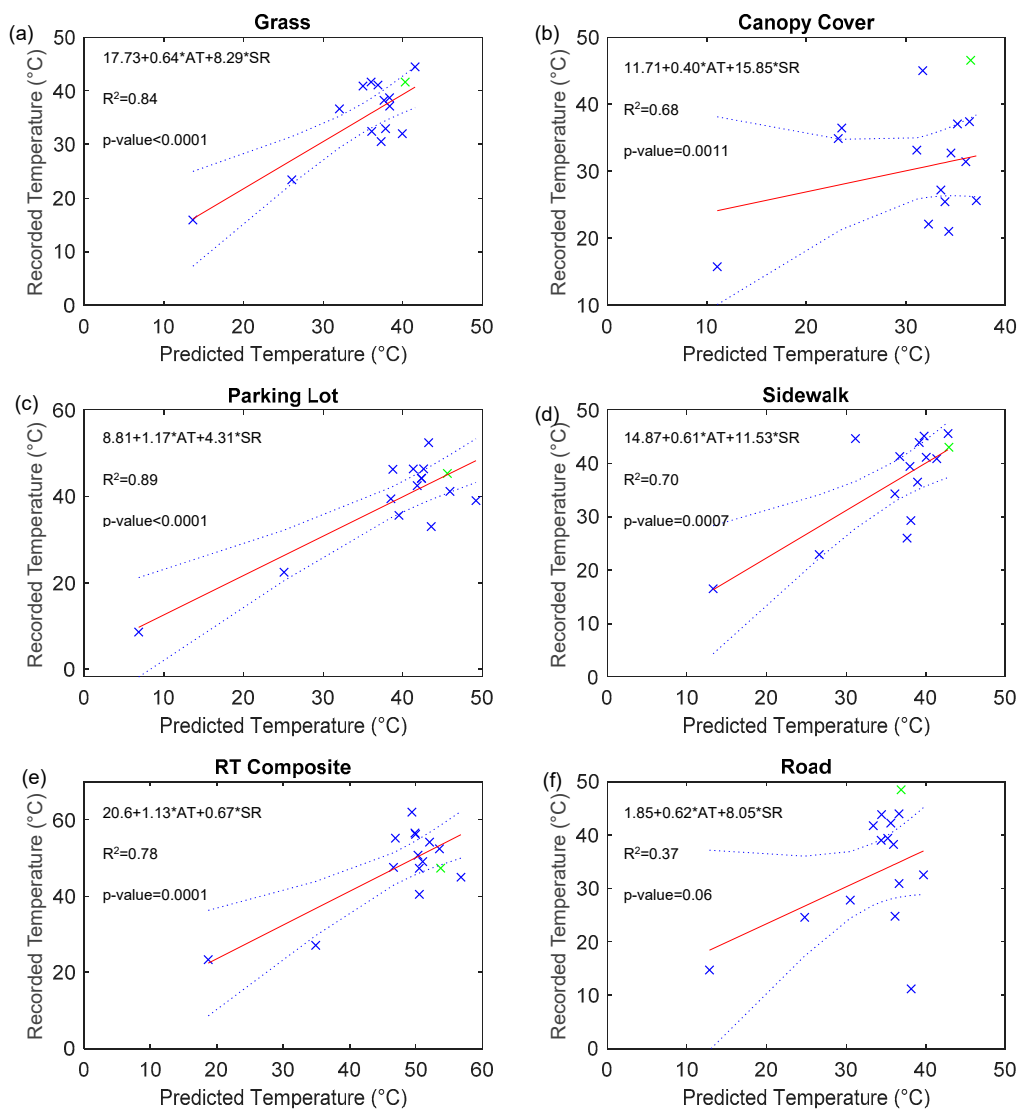 (a)
Grass
17.73+0.64*AT+8.29*SR
R²=0.84
p-value<0.0001
50
40
30
20
10
0
Recorded Temperature (°C)
0 10 20 30 40 50
Predicted Temperature (°C)
(b)
Canopy Cover
11.71+0.40*AT+15.85*SR
R²=0.68
p-value=0.0011
50
40
30
20
10
Recorded Temperature (°C)
0 10 20 30 40
Predicted Temperature (°C)
(c)
Parking Lot
8.81+1.17*AT+4.31*SR
R²=0.89
p-value<0.0001
60
40
20
0
Recorded Temperature (°C)
0 10 20 30 40 50
Predicted Temperature (°C)
(d)
Sidewalk
14.87+0.61*AT+11.53*SR
R²=0.70
p-value=0.0007
50
40
30
20
10
0
Recorded Temperature (°C)
0 10 20 30 40 50
Predicted Temperature (°C)
(e)
RT Composite
20.6+1.13*AT+0.67*SR
R²=0.78
p-value=0.0001
60
40
20
0
Recorded Temperature (°C)
0 10 20 30 40 50 60
Predicted Temperature (°C)
(f)
Road
1.85+0.62*AT+8.05*SR
R²=0.37
p-value=0.06
50
40
30
20
10
0
Recorded Temperature (°C)
0 10 20 30 40 50
Predicted Temperature (°C)